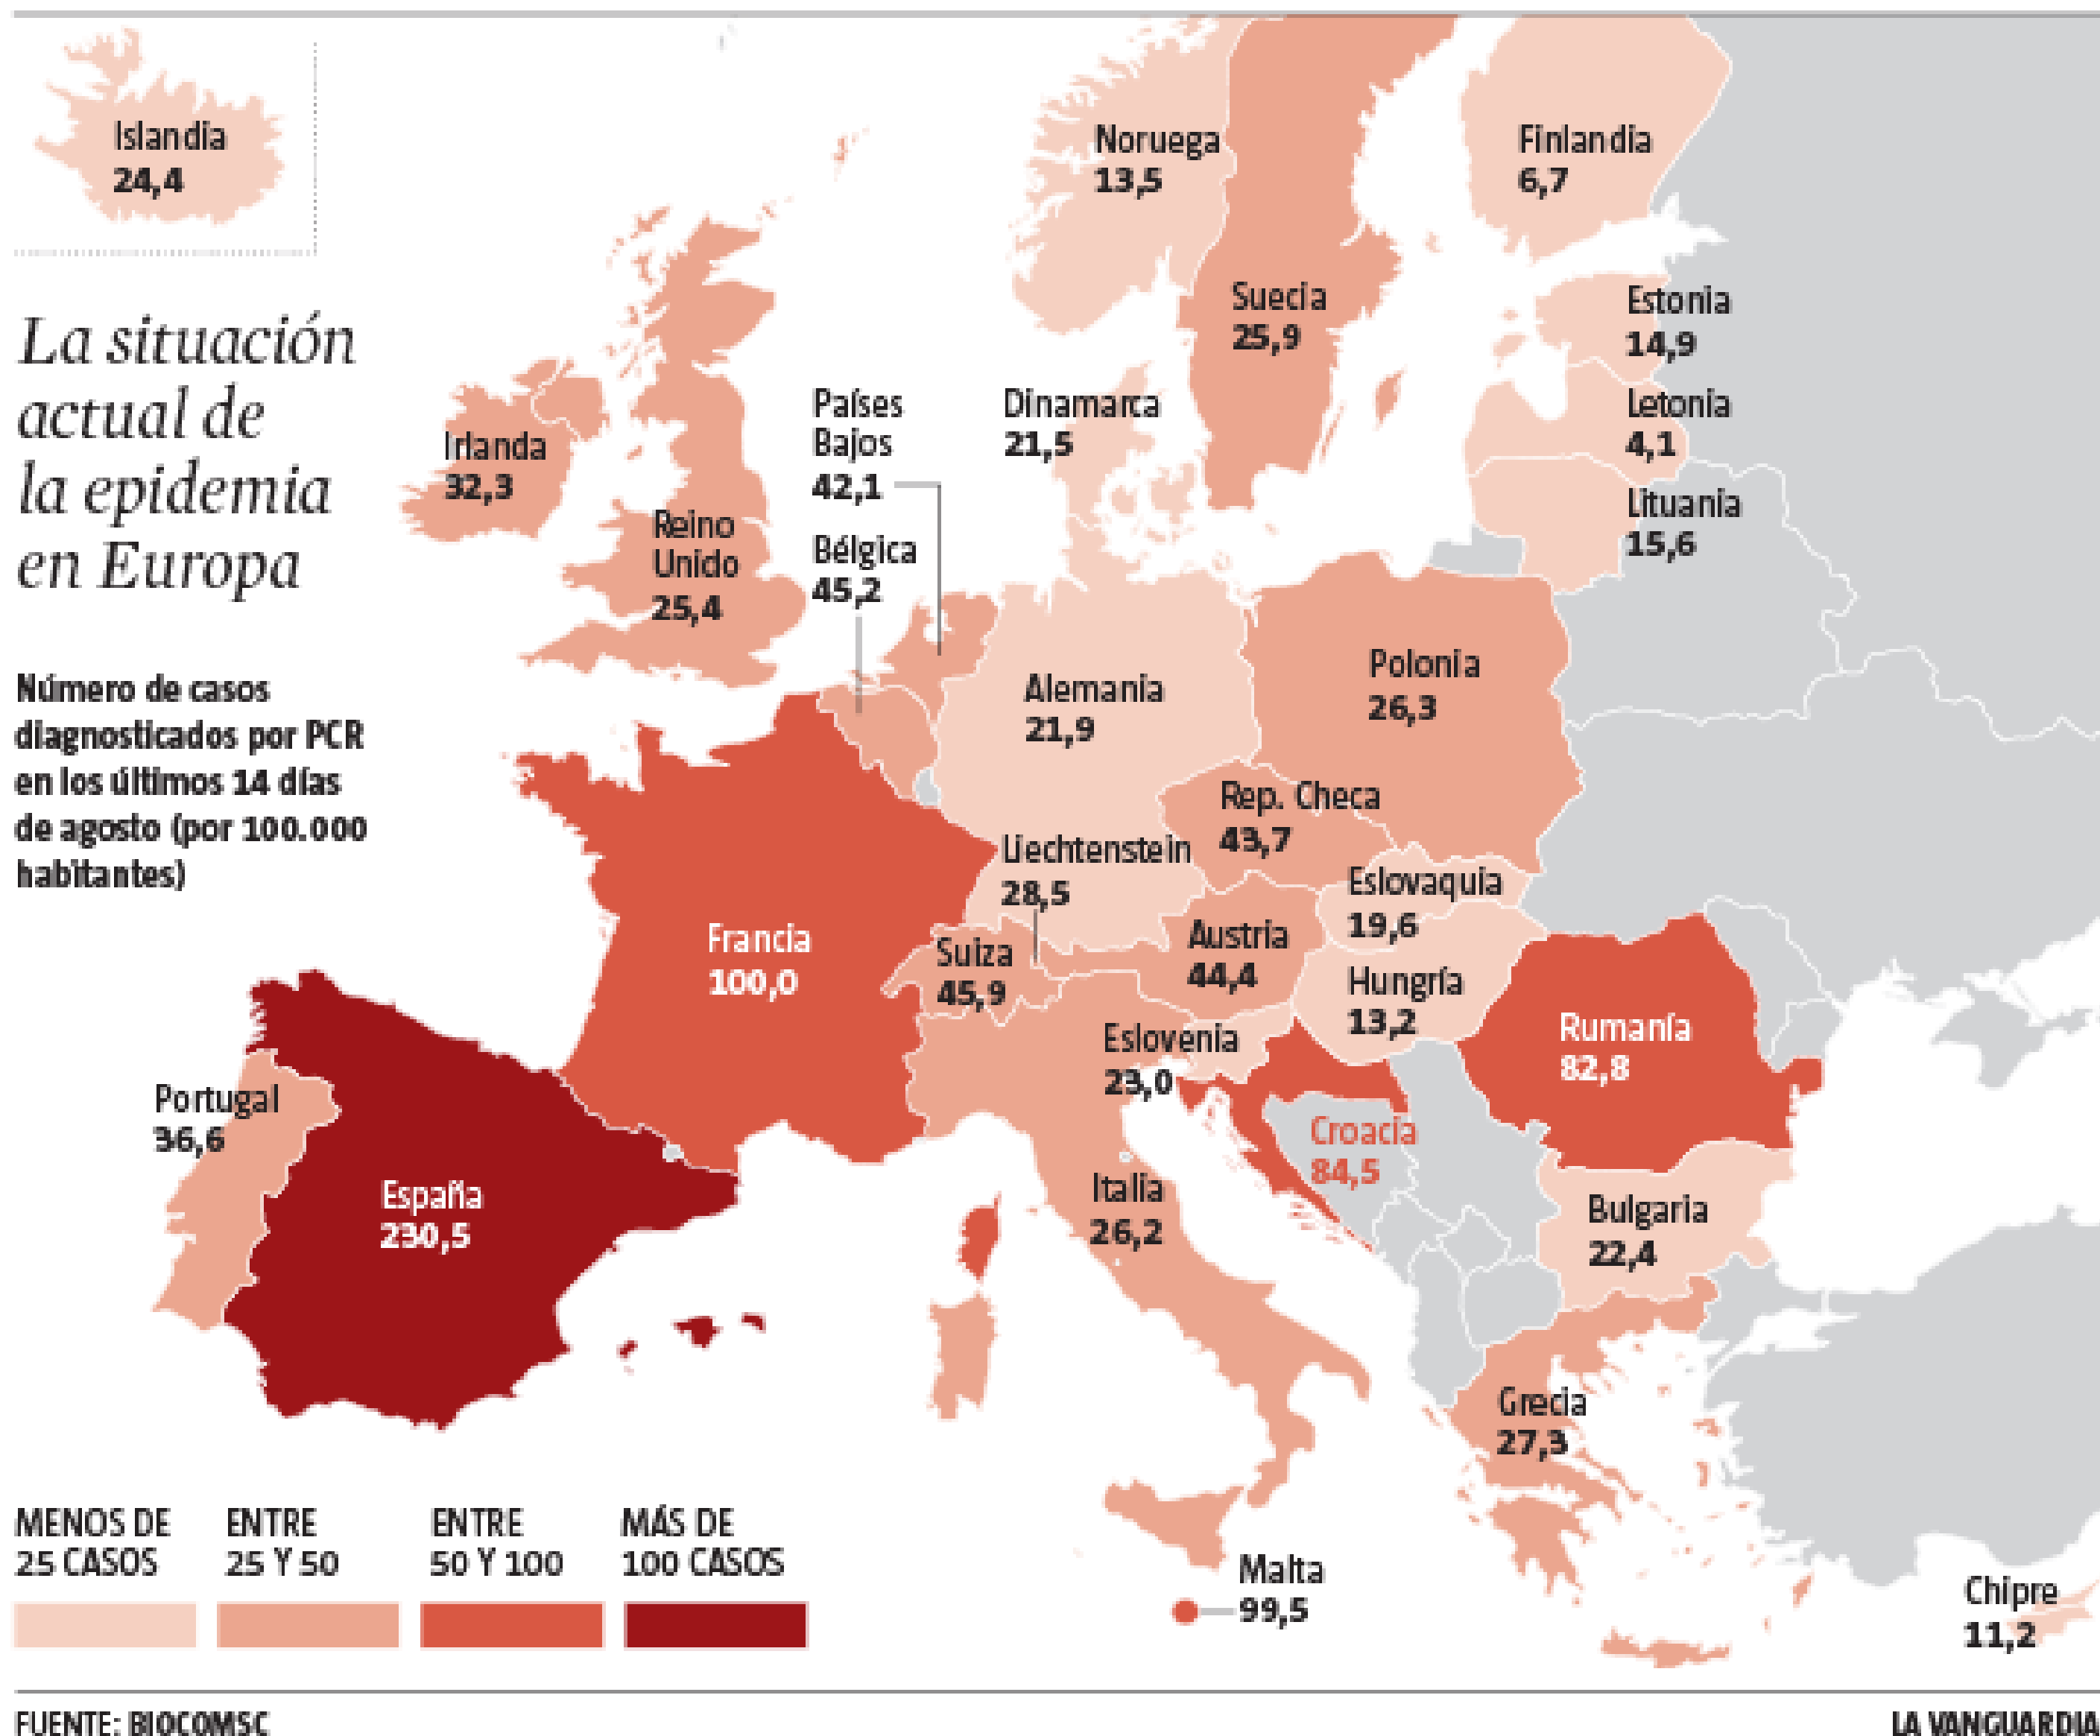 Islandia
24,4
La situación
actual de
la epidemia
en Europa
Número de casos
diagnosticados por PCR
en los últimos 14 días
de agosto (por 100.000
habitantes)
Noruega
13,5
Finlandia
6,7
Suecia
25,9
Estonia
14,9
Letonia
4,1
Lituania
15,6
Dinamarca
21,5
Países
Bajos
42,1
Bélgica
45,2
Irlanda
32,3
Reino
Unido
25,4
Alemania
21,9
Polonia
26,3
Rep. Checa
43,7
Liechtenstein
28,5
Eslovaquia
19,6
Austria
44,4
Suiza
45,9
Hungría
13,2
Francia
100,0
Eslovenia
23,0
Rumanía
82,8
Croacia
84,5
Portugal
36,6
España
230,5
Italia
26,2
Bulgaria
22,4
Grecia
27,3
Malta
99,5
Chipre
11,2
MENOS DE
25 CASOS
ENTRE
25 Y 50
ENTRE
50 Y 100
MÁS DE
100 CASOS
FUENTE: BIOCOMSC
LA VANGUARDIA